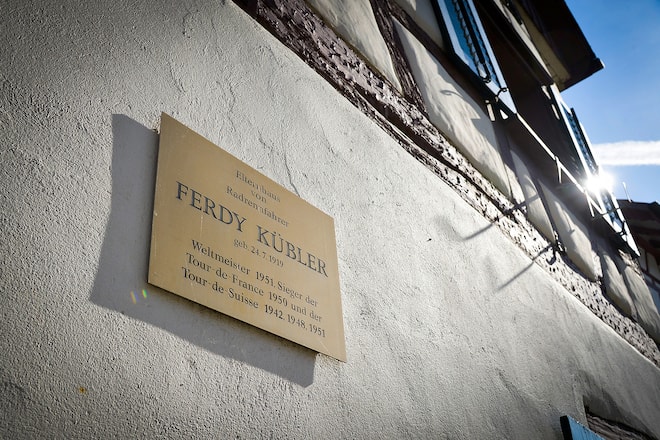 Elternhaus
von
Radrennfahrer
FERDY KÜBLER
geb. 24.7.1919
Weltmeister 1951, Sieger der
Tour-de-France 1950 und der
Tour-de-Suisse 1942, 1948, 1951